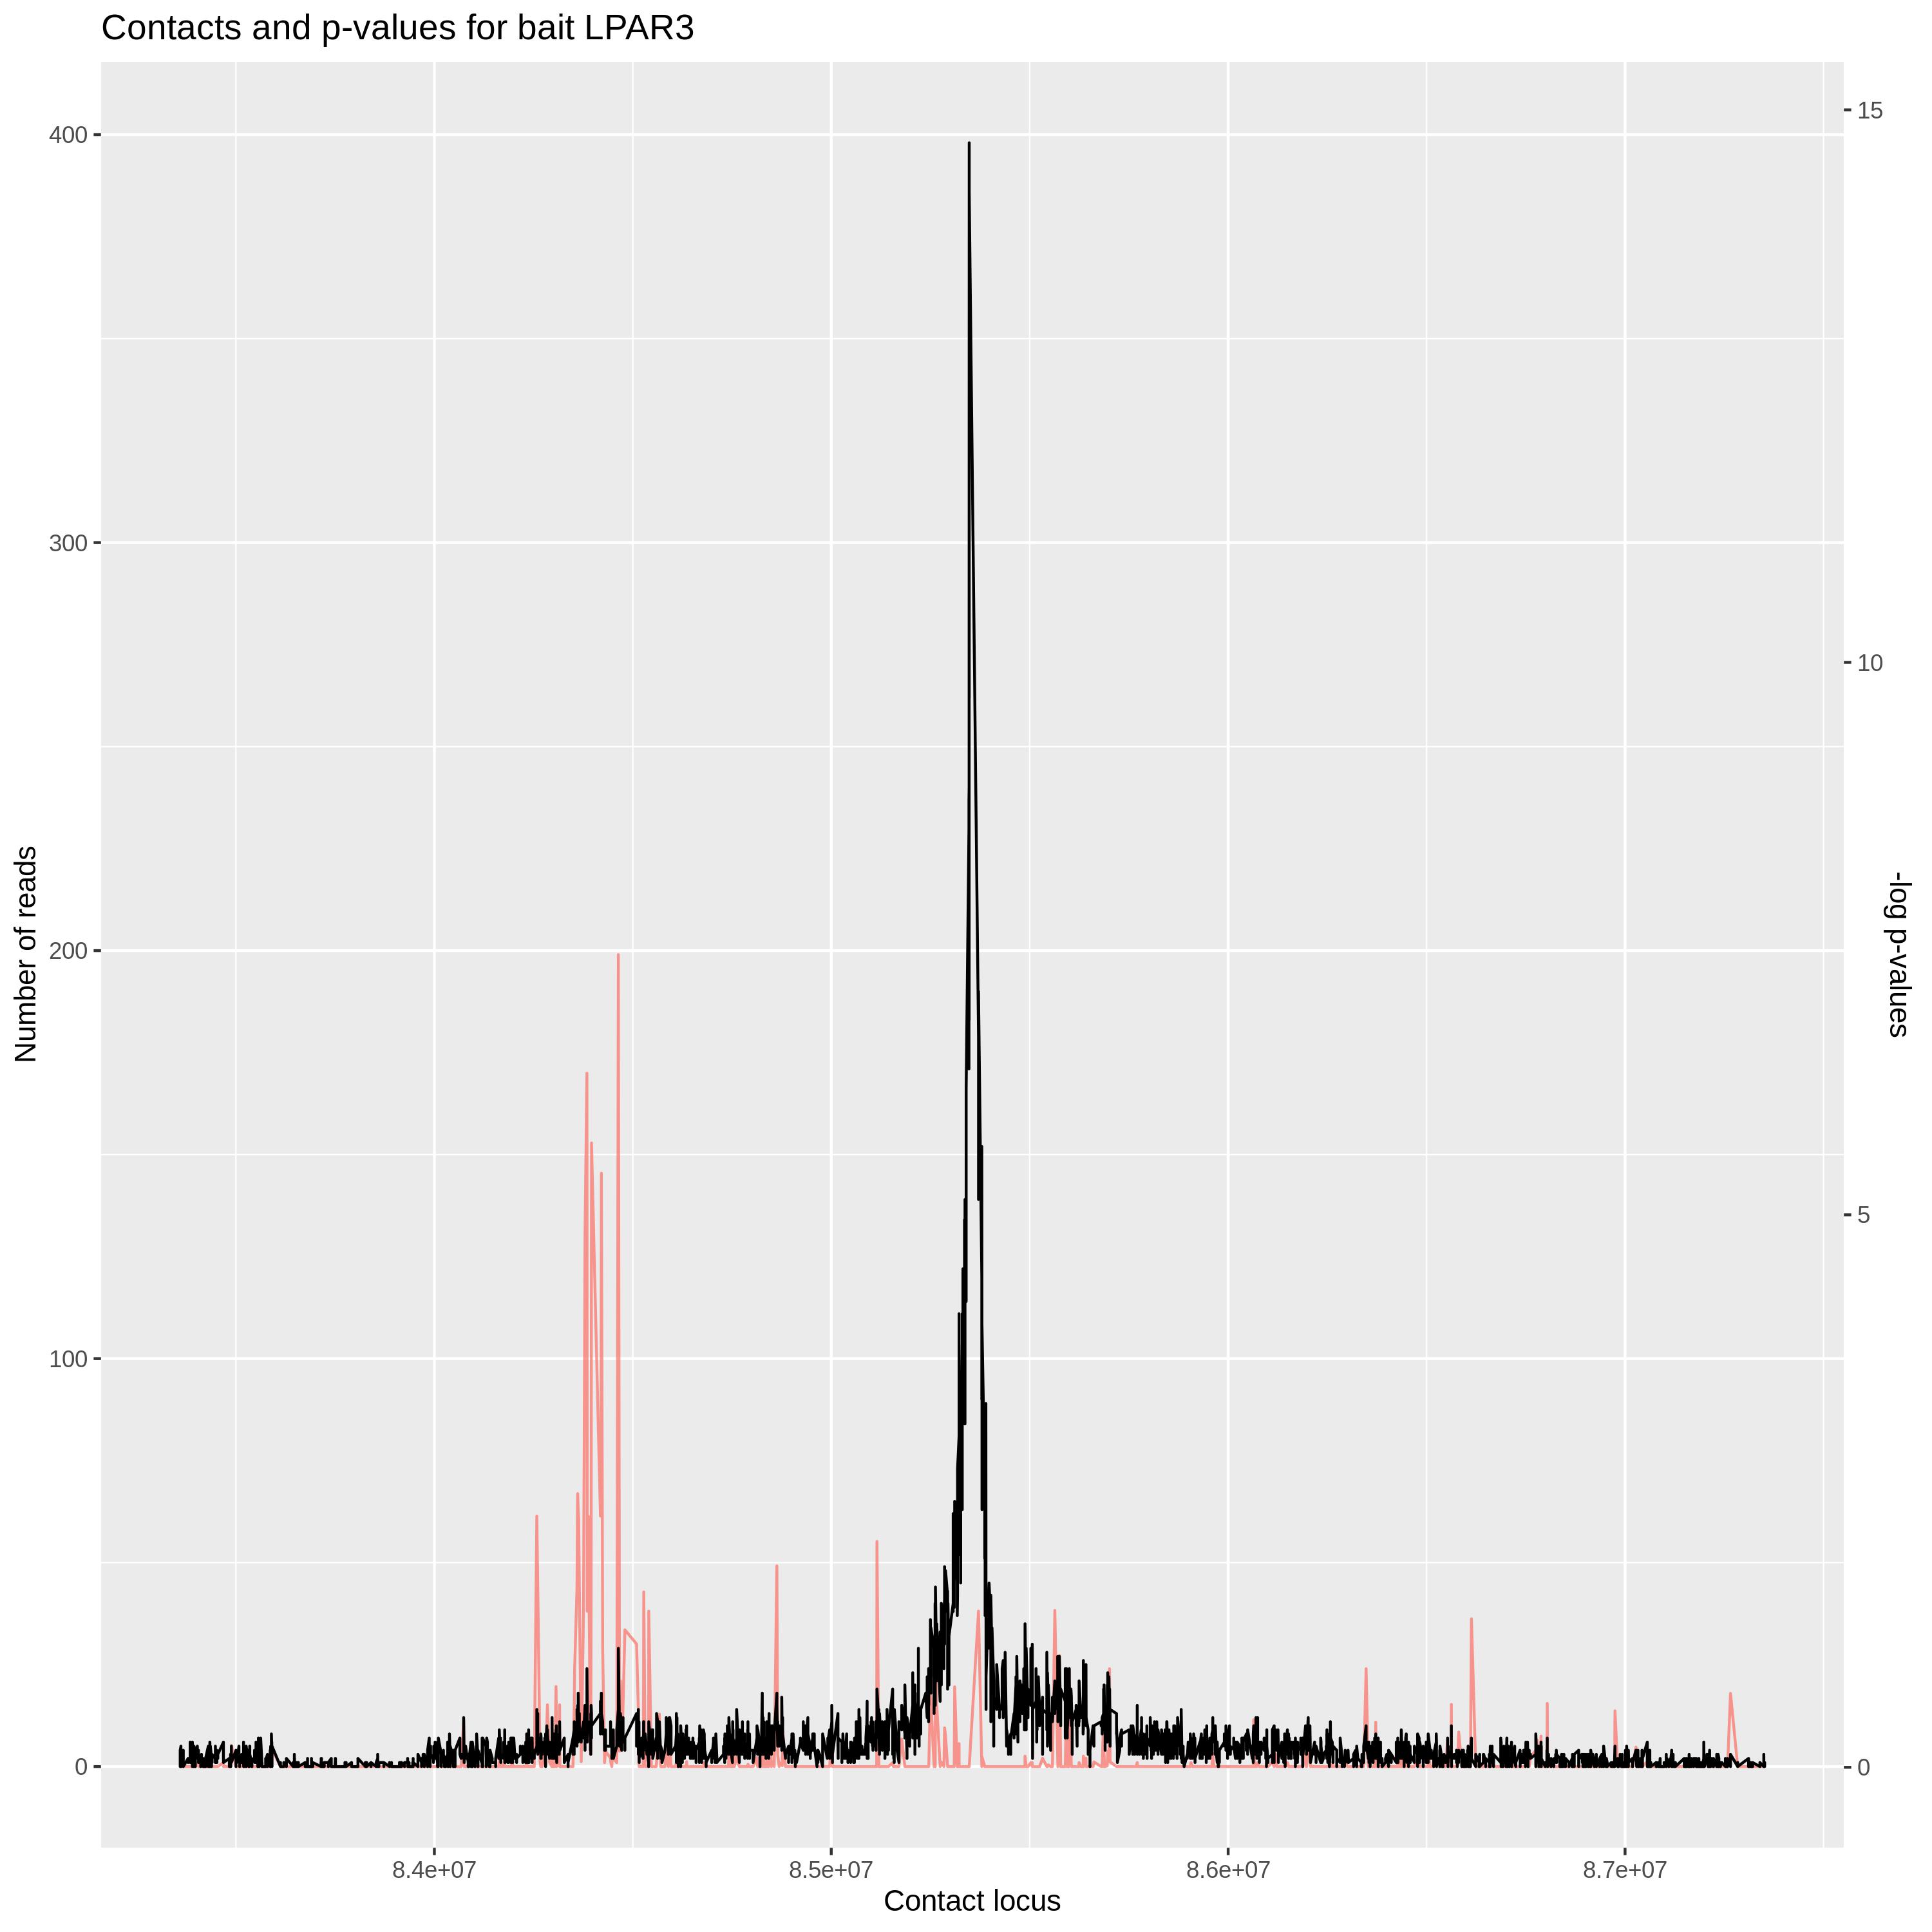 Contacts and p-values for bait LPAR3
400
300
200
100
0
Number of reads
15
10
5
0
-log p-values
8.4e+07 8.5e+07 8.6e+07 8.7e+07
Contact locus